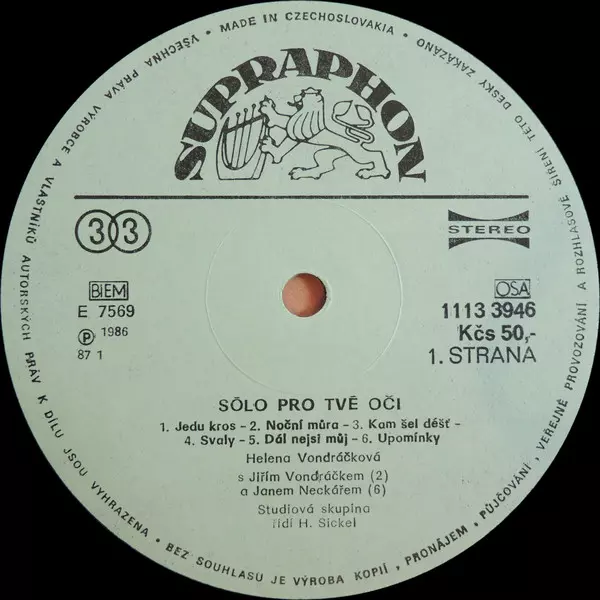 MADE IN CZECHOSLOVAKIA • VŠECHNA PRÁVA VÝROBCE A VLASTNÍKŮ AUTORSKÝCH PRÁV K DÍLU JSOU VYHRAZENA • BEZ SOUHLASU JE VÝROBA KOPIÍ, PRONÁJEM, PŮJČOVÁNÍ, VEŘEJNÉ PROVOZOVÁNÍ A ROZHLASOVÉ ŠÍŘENÍ TÉTO DESKY ZAKÁZÁNO
SUPRAPHON
33
STEREO
BIEM
OSA
E 7569
1113 3946
Ⓟ 1986
Kčs 50,-
87 1
1. STRANA
SÓLO PRO TVÉ OČI
1. Jedu kros - 2. Noční můra - 3. Kam šel déšť -
4. Svaly - 5. Dál nejsi můj - 6. Upomínky
Helena Vondráčková
s Jiřím Vondráčkem (2)
a Janem Neckářem (6)
Studiová skupina
řídí H. Sickel